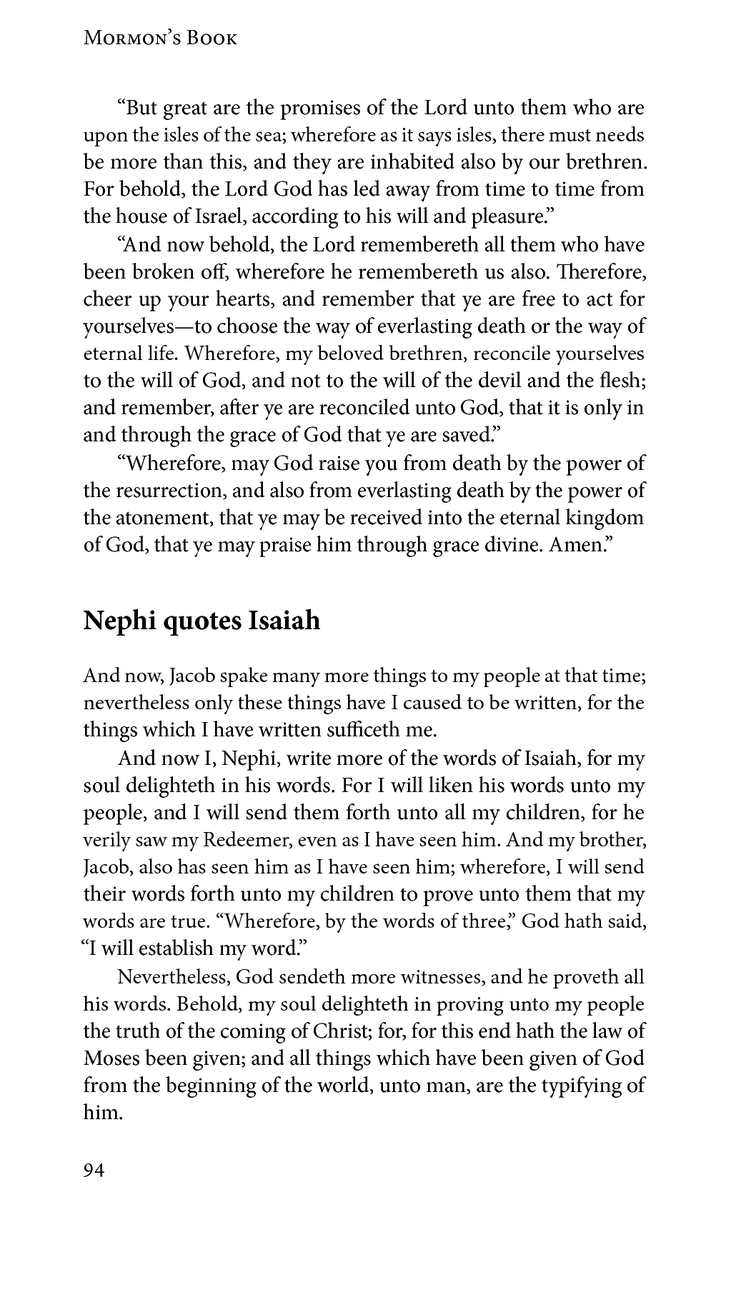 Mormon’s Book
“But great are the promises of the Lord unto them who are
upon the isles of the sea; wherefore as it says isles, there must needs
be more than this, and they are inhabited also by our brethren.
For behold, the Lord God has led away from time to time from
the house of Israel, according to his will and pleasure.”
“And now behold, the Lord remembereth all them who have
been broken off, wherefore he remembereth us also. Therefore,
cheer up your hearts, and remember that ye are free to act for
yourselves—to choose the way of everlasting death or the way of
eternal life. Wherefore, my beloved brethren, reconcile yourselves
to the will of God, and not to the will of the devil and the flesh;
and remember, after ye are reconciled unto God, that it is only in
and through the grace of God that ye are saved.”
“Wherefore, may God raise you from death by the power of
the resurrection, and also from everlasting death by the power of
the atonement, that ye may be received into the eternal kingdom
of God, that ye may praise him through grace divine. Amen.”
Nephi quotes Isaiah
And now, Jacob spake many more things to my people at that time;
nevertheless only these things have I caused to be written, for the
things which I have written sufficeth me.
And now I, Nephi, write more of the words of Isaiah, for my
soul delighteth in his words. For I will liken his words unto my
people, and I will send them forth unto all my children, for he
verily saw my Redeemer, even as I have seen him. And my brother,
Jacob, also has seen him as I have seen him; wherefore, I will send
their words forth unto my children to prove unto them that my
words are true. “Wherefore, by the words of three,” God hath said,
“I will establish my word.”
Nevertheless, God sendeth more witnesses, and he proveth all
his words. Behold, my soul delighteth in proving unto my people
the truth of the coming of Christ; for, for this end hath the law of
Moses been given; and all things which have been given of God
from the beginning of the world, unto man, are the typifying of
him.
94